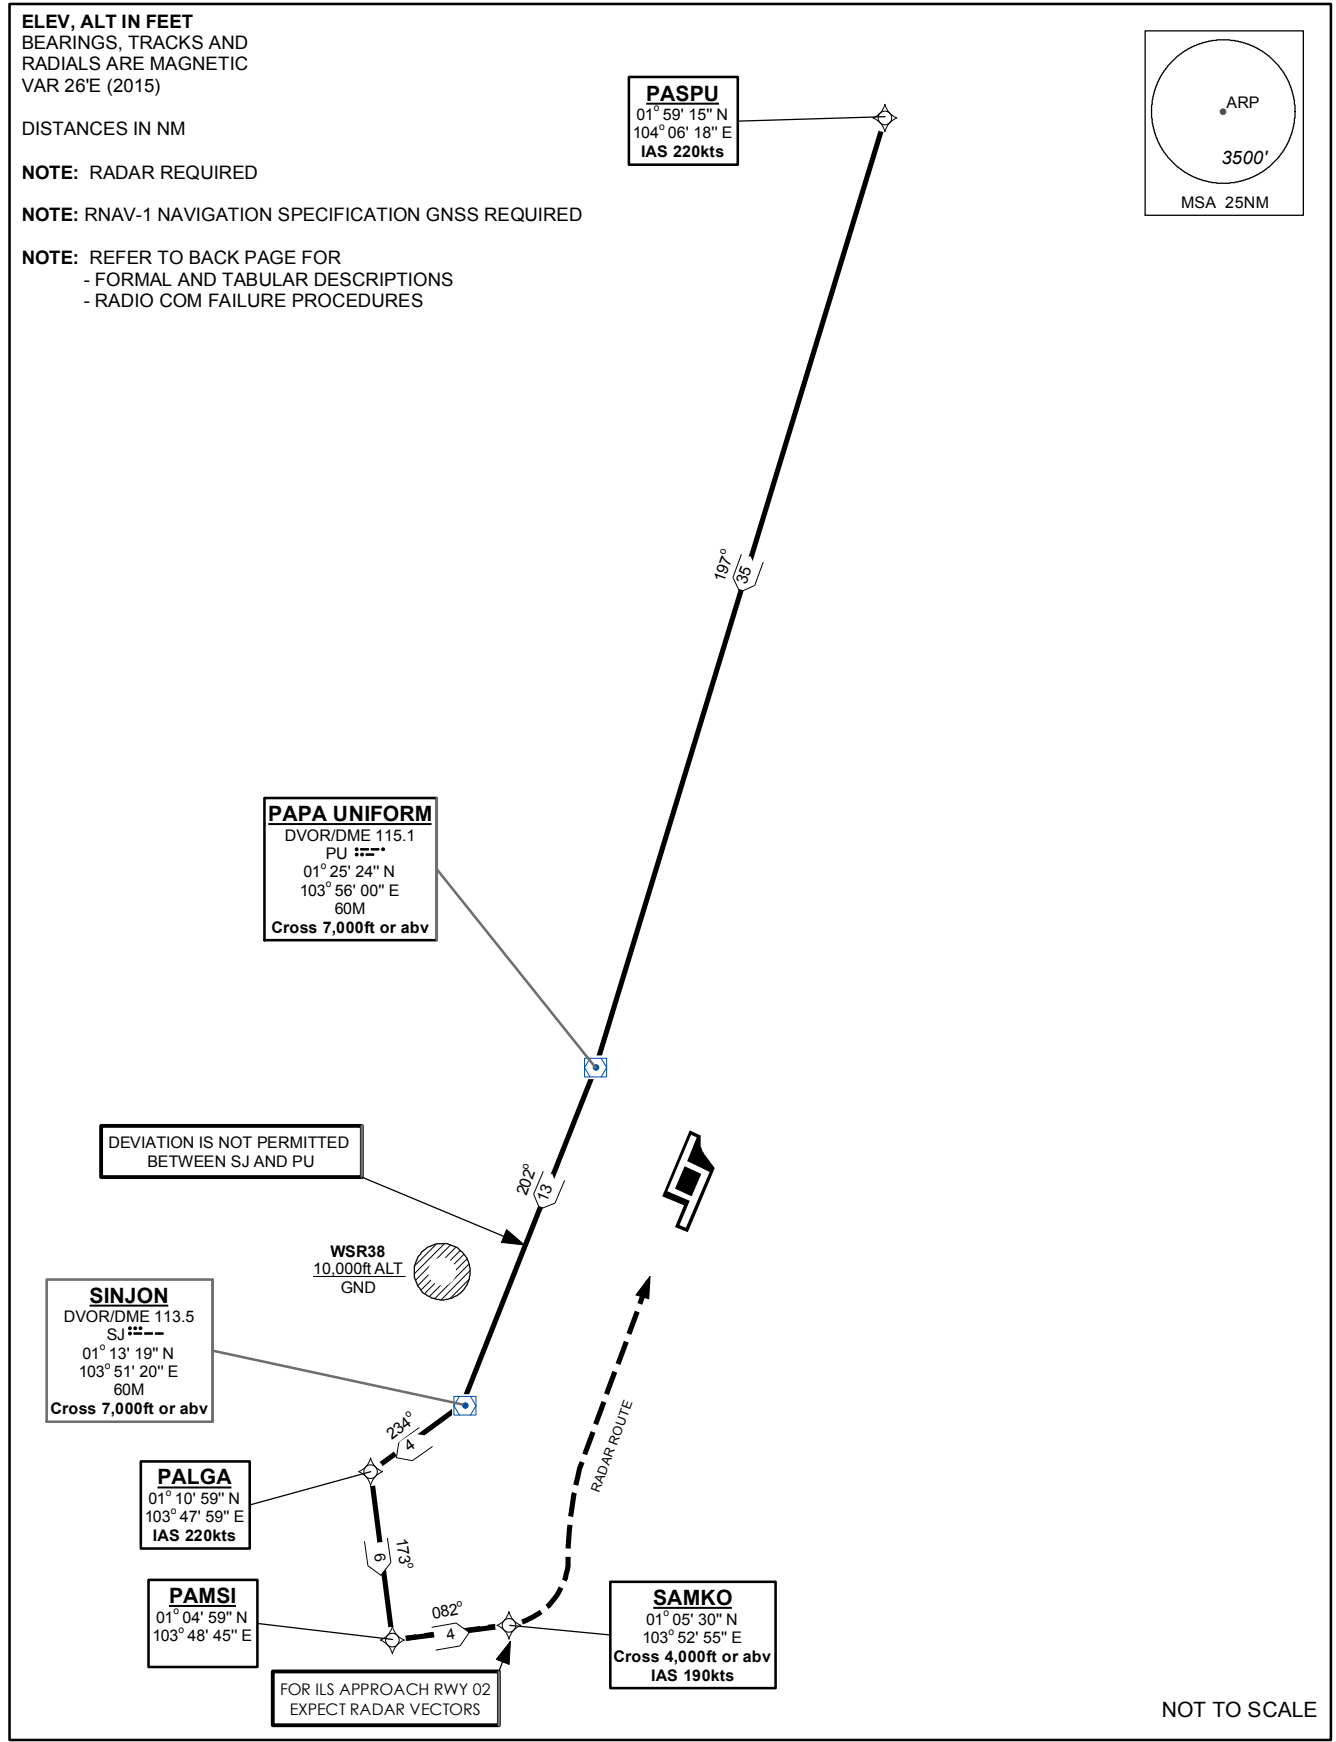 ELEV, ALT IN FEET
BEARINGS, TRACKS AND
RADIALS ARE MAGNETIC
VAR 26'E (2015)
DISTANCES IN NM
NOTE: RADAR REQUIRED
NOTE: RNAV-1 NAVIGATION SPECIFICATION GNSS REQUIRED
NOTE: REFER TO BACK PAGE FOR
- FORMAL AND TABULAR DESCRIPTIONS
- RADIO COM FAILURE PROCEDURES
PASPU
01° 59' 15" N
104° 06' 18" E
IAS 220kts
ARP
3500'
MSA 25NM
197°
35
PAPA UNIFORM
DVOR/DME 115.1
PU
01° 25' 24" N
103° 56' 00" E
60M
Cross 7,000ft or abv
DEVIATION IS NOT PERMITTED
BETWEEN SJ AND PU
202°
13
WSR38
10,000ft ALT
GND
SINJON
DVOR/DME 113.5
SJ
01° 13' 19" N
103° 51' 20" E
60M
Cross 7,000ft or abv
234°
4
RADAR ROUTE
PALGA
01° 10' 59" N
103° 47' 59" E
IAS 220kts
173°
6
PAMSI
01° 04' 59" N
103° 48' 45" E
082°
4
SAMKO
01° 05' 30" N
103° 52' 55" E
Cross 4,000ft or abv
IAS 190kts
FOR ILS APPROACH RWY 02
EXPECT RADAR VECTORS
NOT TO SCALE